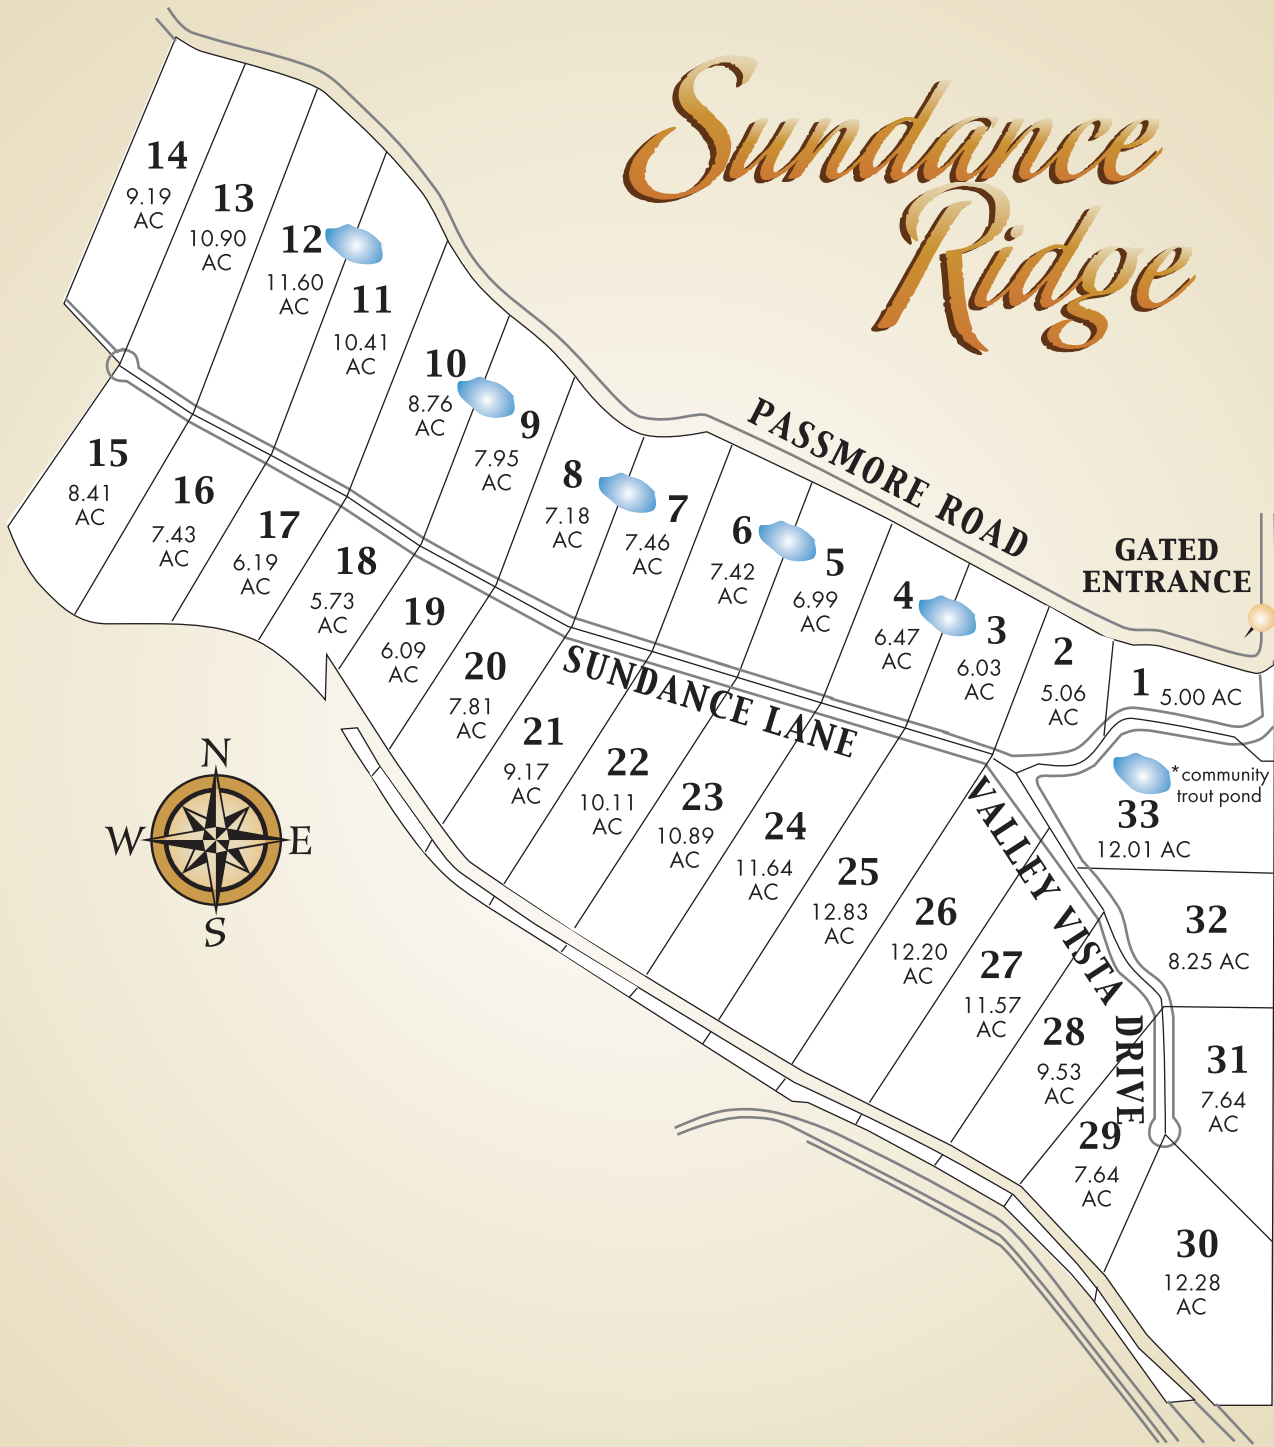 Sundance
Ridge
14
9.19
AC
13
10.90
AC
12
11.60
AC
11
10.41
AC
10
8.76
AC
9
7.95
AC
8
7.18
AC
7
7.46
AC
6
7.42
AC
5
6.99
AC
4
6.47
AC
3
6.03
AC
2
5.06
AC
1 5.00 AC
PASSMORE ROAD
GATED
ENTRANCE
15
8.41
AC
16
7.43
AC
17
6.19
AC
18
5.73
AC
19
6.09
AC
20
7.81
AC
21
9.17
AC
22
10.11
AC
23
10.89
AC
24
11.64
AC
25
12.83
AC
26
12.20
AC
27
11.57
AC
28
9.53
AC
29
7.64
AC
30
12.28
AC
31
7.64
AC
32
8.25 AC
*community
trout pond
33
12.01 AC
SUNDANCE LANE
VALLEY VISTA DRIVE
N
W
E
S